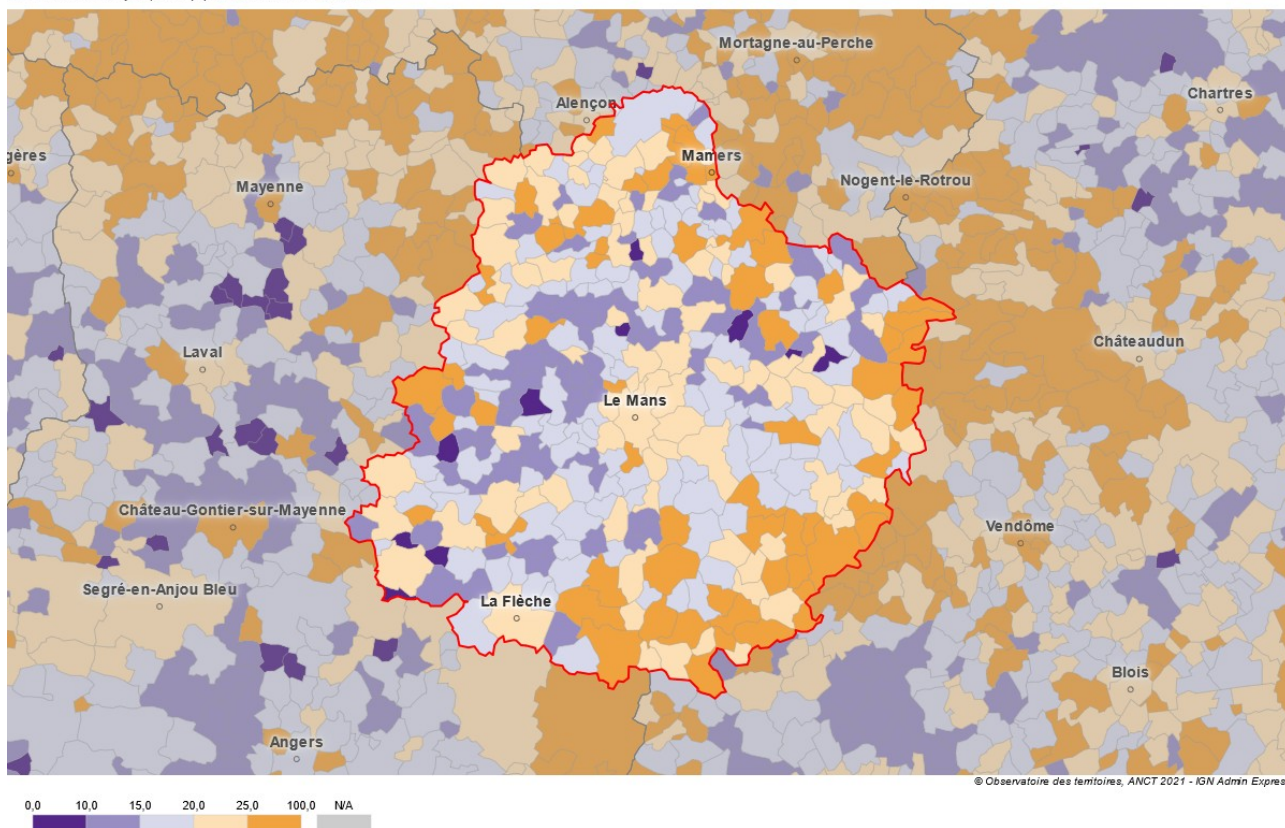 Mortagne-au-Perche
Alençon
Chartres
gères
Mamers
Mayenne
Nogent-le-Rotrou
Laval
Châteaudun
Le Mans
Château-Gontier-sur-Mayenne
Vendôme
Segré-en-Anjou Bleu
La Flèche
Blois
Angers
© Observatoire des territoires, ANCT 2021 - IGN Admin Expres
0,0 10,0 15,0 20,0 25,0 100,0 N/A